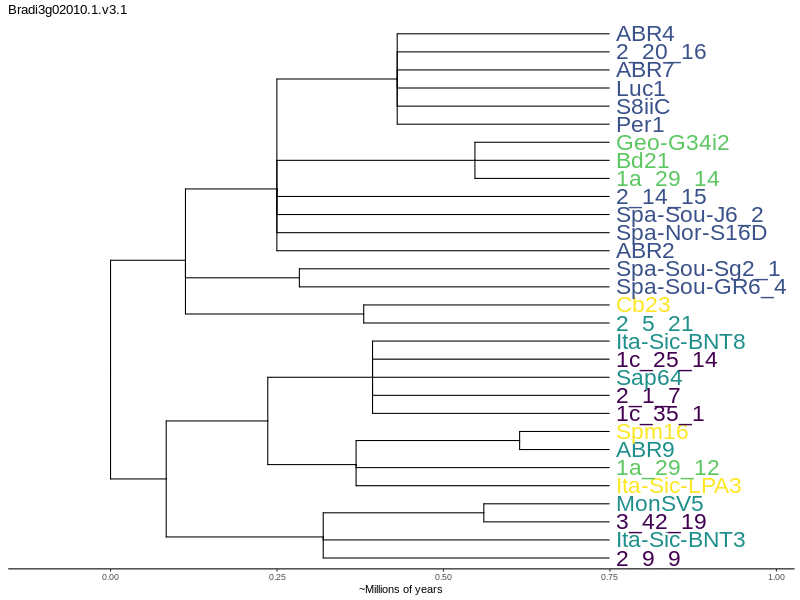 Bradi3g02010.1.v3.1
ABR4
2_20_16
ABR7
Luc1
S8iiC
Per1
Geo-G34i2
Bd21
1a_29_14
2_14_15
Spa-Sou-J6_2
Spa-Nor-S16D
ABR2
Spa-Sou-Sq2_1
Spa-Sou-GR6_4
Cb23
2_5_21
Ita-Sic-BNT8
1c_25_14
Sap64
2_1_7
1c_35_1
Spm16
ABR9
1a_29_12
Ita-Sic-LPA3
MonSV5
3_42_19
Ita-Sic-BNT3
2_9_9
0.00 0.25 0.50 0.75 1.00
~Millions of years